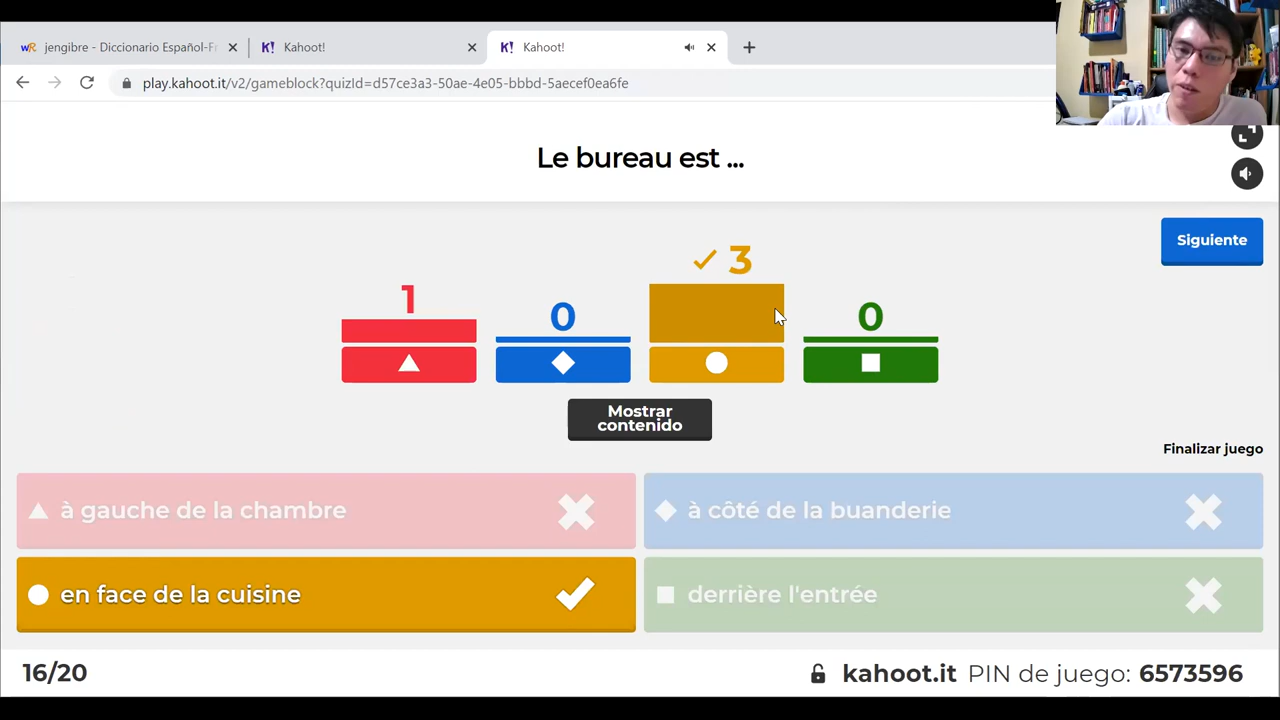 jengibre - Diccionario Español-Fr
Kahoot!
Kahoot!
play.kahoot.it/v2/gameblock?quizId=d57ce3a3-50ae-4e05-bbbd-5aecef0ea6fe
Le bureau est ...
Siguiente
1
0
3
0
Mostrar
contenido
Finalizar juego
à gauche de la chambre
à côté de la buanderie
en face de la cuisine
derrière l'entrée
16/20
kahoot.it PIN de juego: 6573596